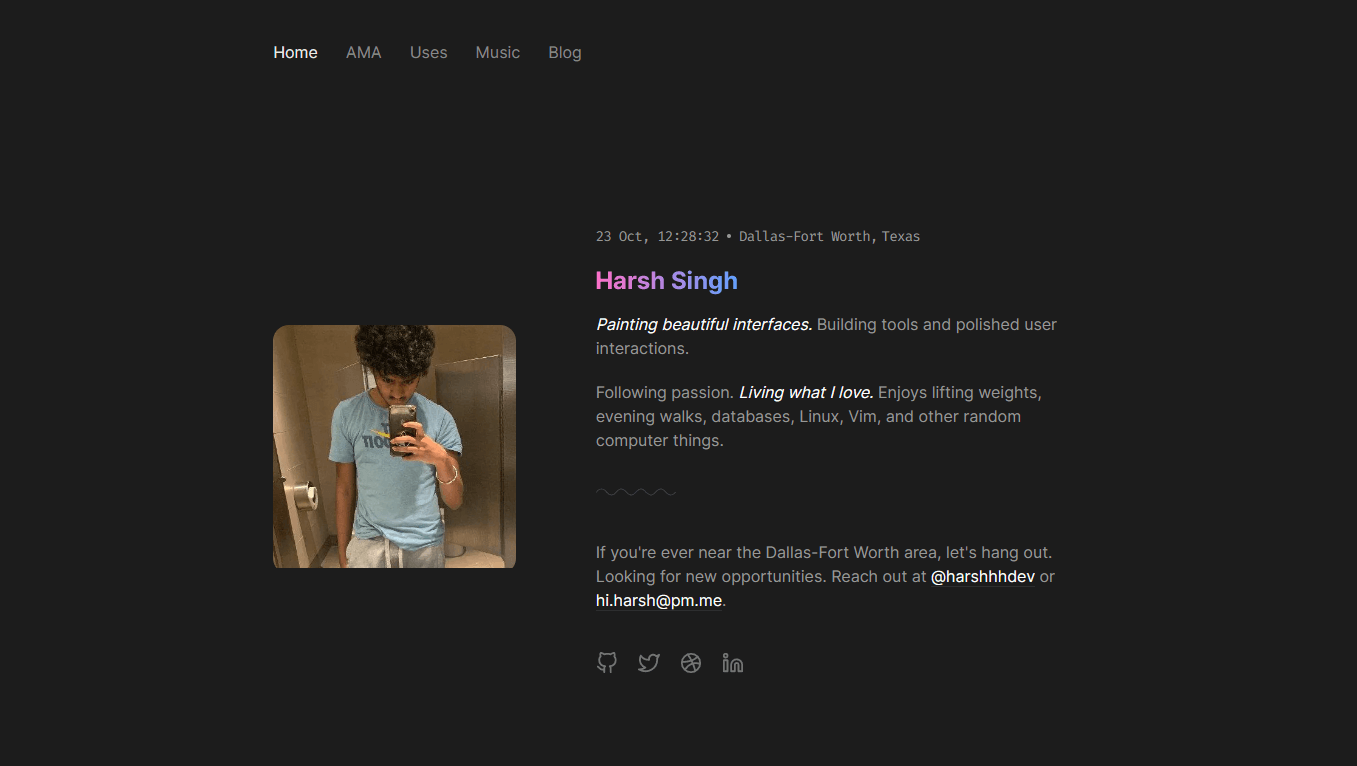 Home AMA Uses Music Blog
23 Oct, 12:28:32 • Dallas-Fort Worth, Texas
Harsh Singh
Painting beautiful interfaces. Building tools and polished user
interactions.
Following passion. Living what I love. Enjoys lifting weights,
evening walks, databases, Linux, Vim, and other random
computer things.
If you're ever near the Dallas-Fort Worth area, let's hang out.
Looking for new opportunities. Reach out at @harshhhdev or
hi.harsh@pm.me.